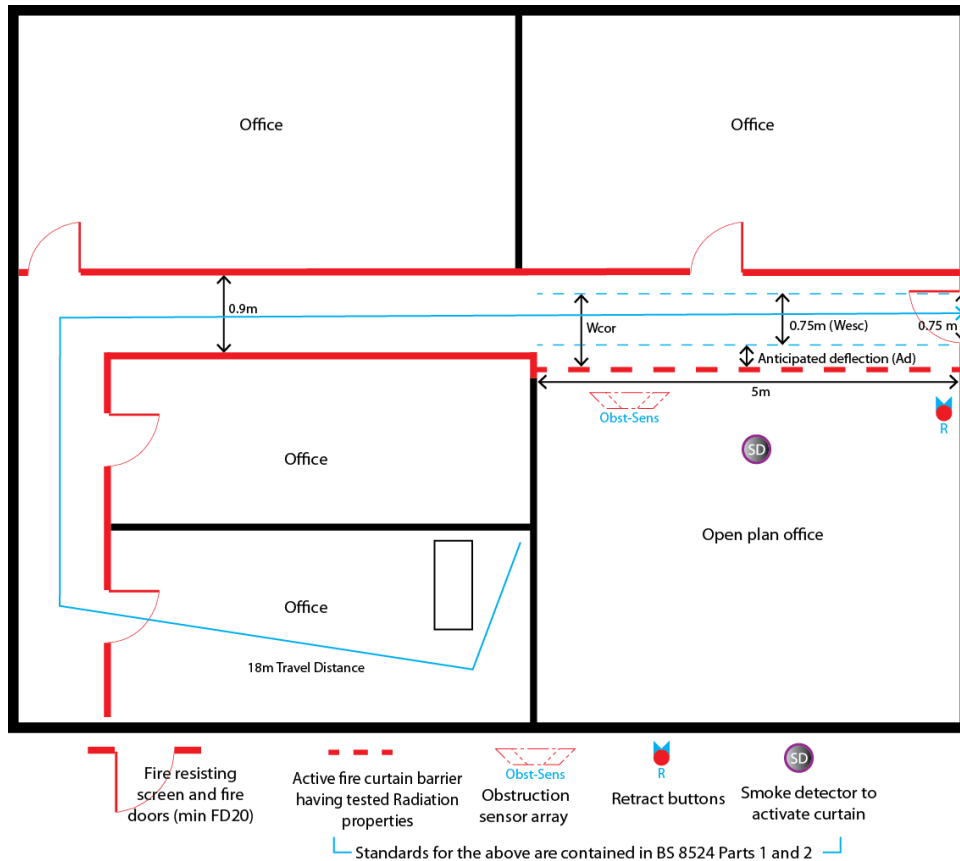 Office
Office
0.9m
Wcor
0.75m (Wesc)
0.75 m
Anticipated deflection (Ad)
5m
Obst-Sens
R
SD
Office
Open plan office
Office
18m Travel Distance
Fire resisting
screen and fire
doors (min FD20)
Active fire curtain barrier
having tested Radiation
properties
Obst-Sens
Obstruction
sensor array
R
Retract buttons
SD
Smoke detector to
activate curtain
Standards for the above are contained in BS 8524 Parts 1 and 2